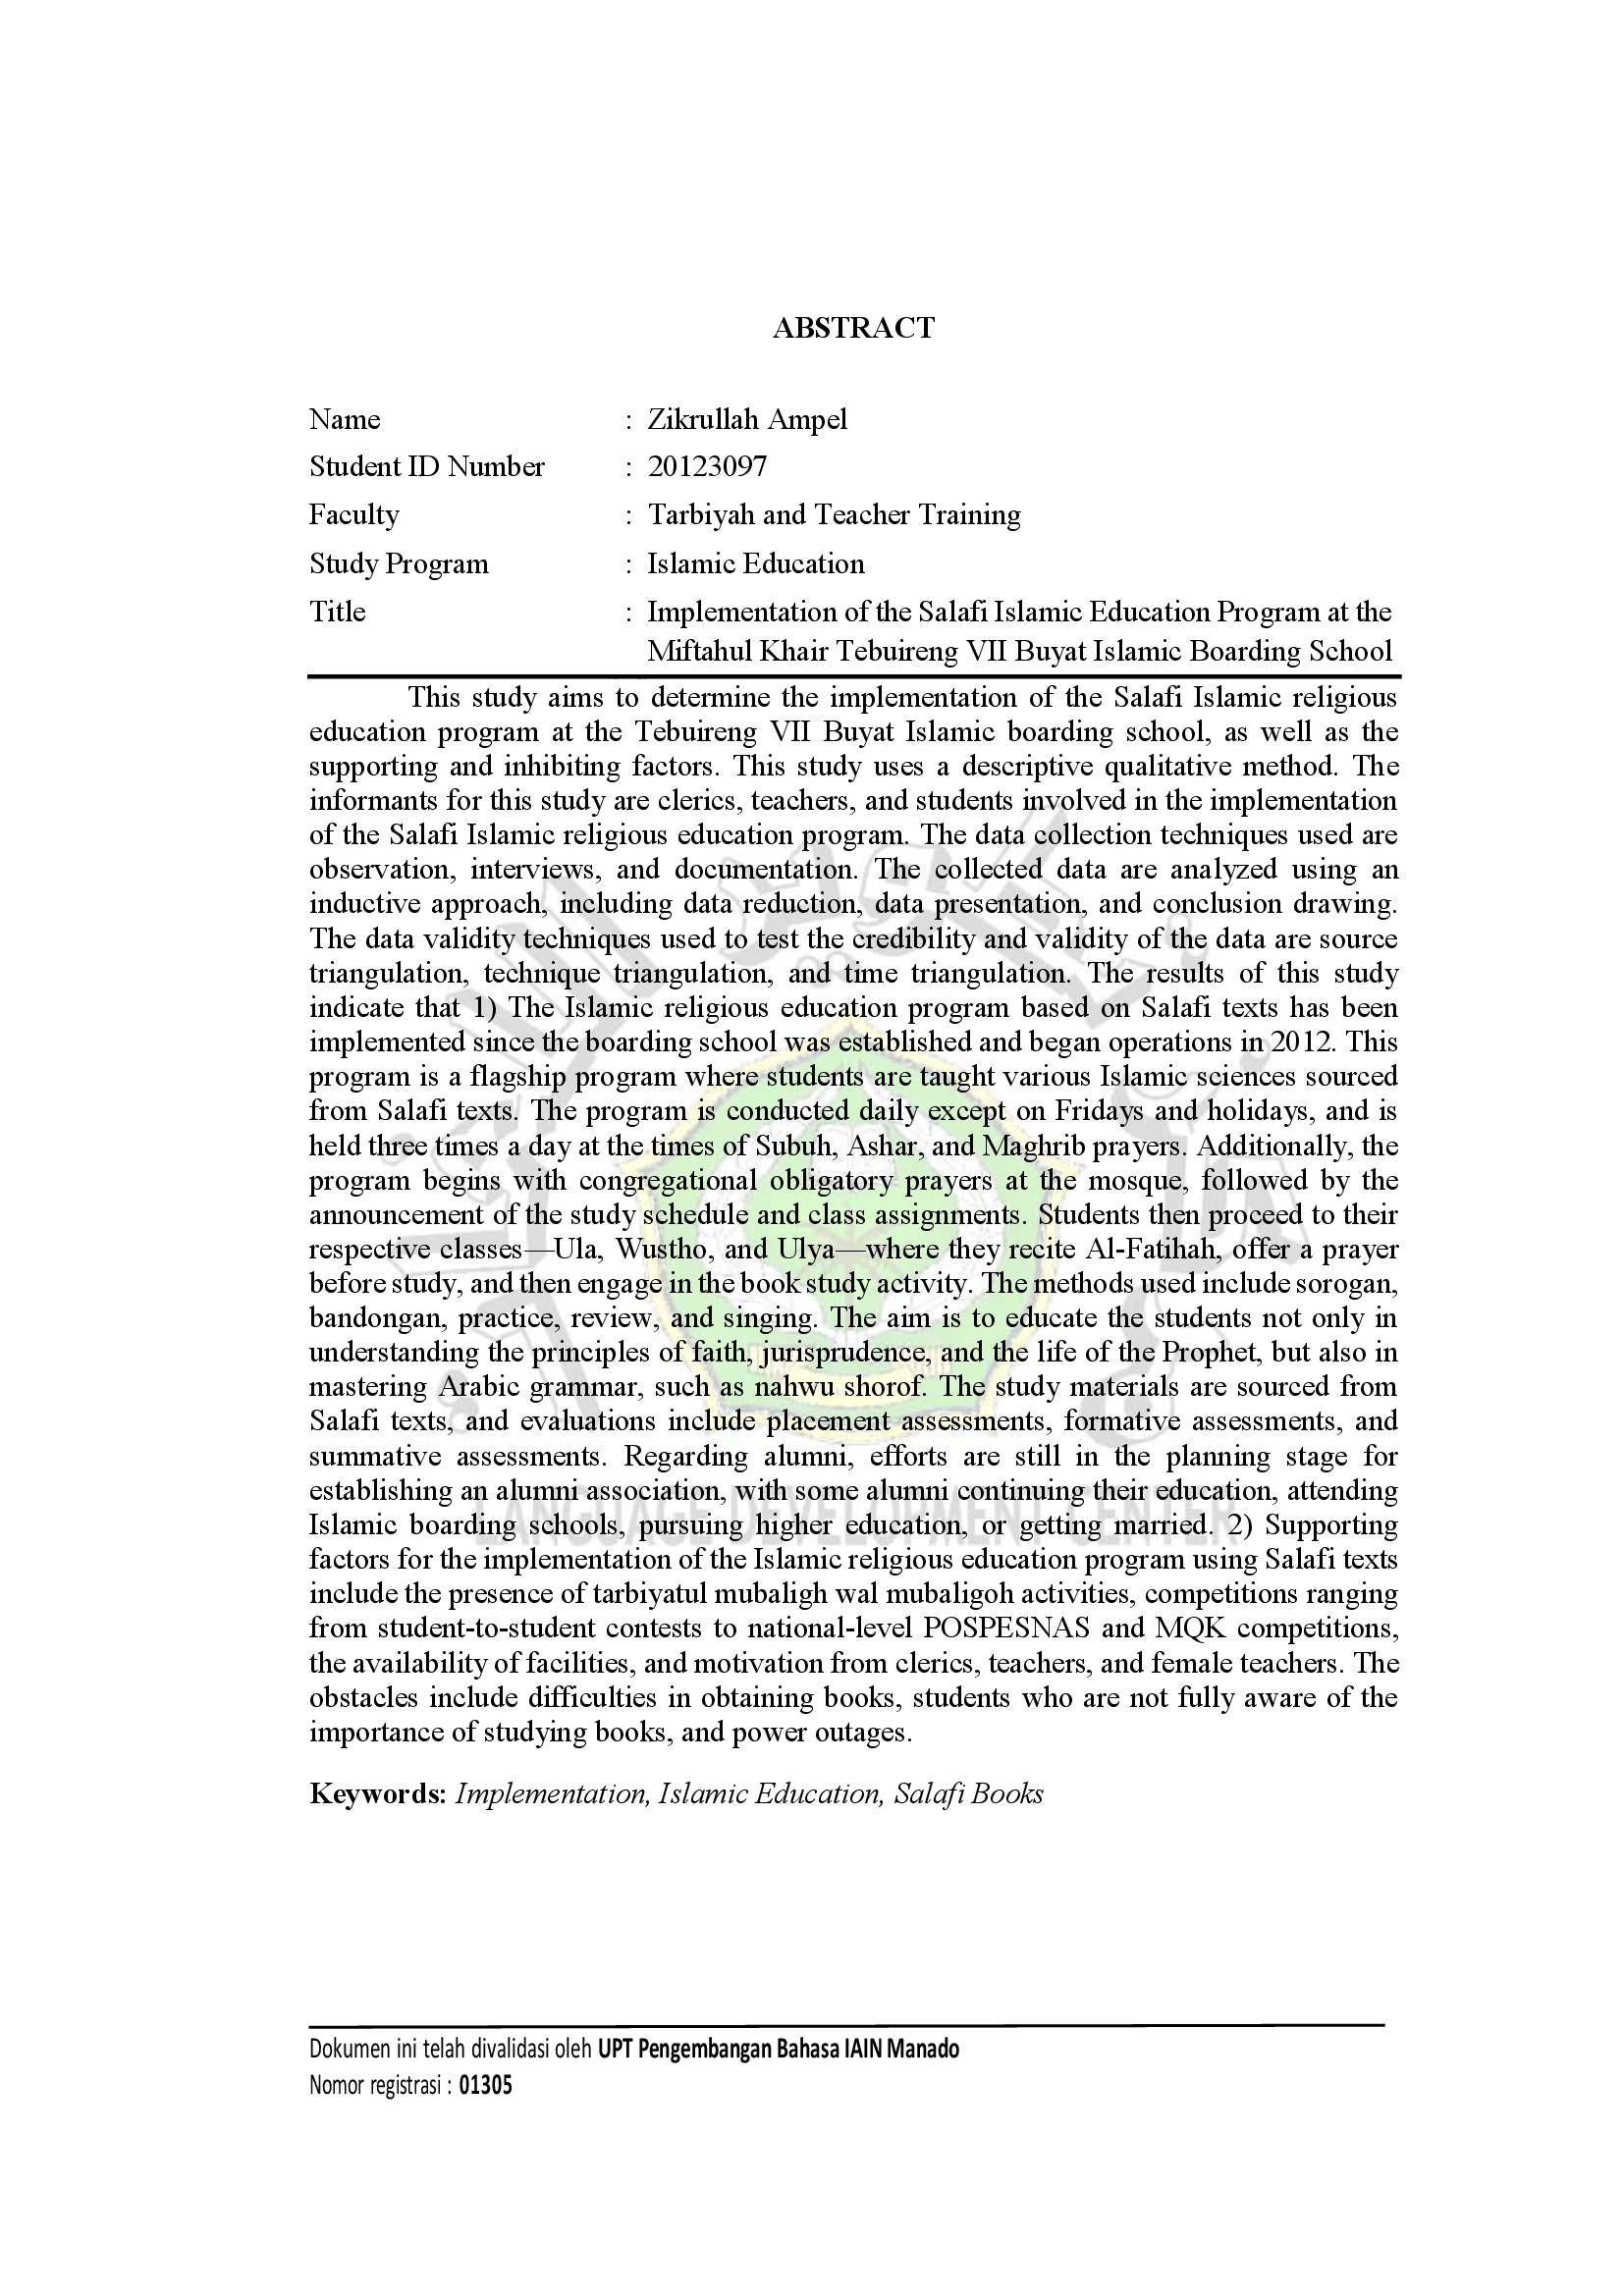 ABSTRACT
Name : Zikrullah Ampel
Student ID Number : 20123097
Faculty : Tarbiyah and Teacher Training
Study Program : Islamic Education
Title : Implementation of the Salafi Islamic Education Program at the
Miftahul Khair Tebuireng VII Buyat Islamic Boarding School
This study aims to determine the implementation of the Salafi Islamic religious
education program at the Tebuireng VII Buyat Islamic boarding school, as well as the
supporting and inhibiting factors. This study uses a descriptive qualitative method. The
informants for this study are clerics, teachers, and students involved in the implementation
of the Salafi Islamic religious education program. The data collection techniques used are
observation, interviews, and documentation. The collected data are analyzed using an
inductive approach, including data reduction, data presentation, and conclusion drawing.
The data validity techniques used to test the credibility and validity of the data are source
triangulation, technique triangulation, and time triangulation. The results of this study
indicate that 1) The Islamic religious education program based on Salafi texts has been
implemented since the boarding school was established and began operations in 2012. This
program is a flagship program where students are taught various Islamic sciences sourced
from Salafi texts. The program is conducted daily except on Fridays and holidays, and is
held three times a day at the times of Subuh, Ashar, and Maghrib prayers. Additionally, the
program begins with congregational obligatory prayers at the mosque, followed by the
announcement of the study schedule and class assignments. Students then proceed to their
respective classes—Ula, Wustho, and Ulya—where they recite Al-Fatihah, offer a prayer
before study, and then engage in the book study activity. The methods used include sorogan,
bandongan, practice, review, and singing. The aim is to educate the students not only in
understanding the principles of faith, jurisprudence, and the life of the Prophet, but also in
mastering Arabic grammar, such as nahwu shorof. The study materials are sourced from
Salafi texts, and evaluations include placement assessments, formative assessments, and
summative assessments. Regarding alumni, efforts are still in the planning stage for
establishing an alumni association, with some alumni continuing their education, attending
Islamic boarding schools, pursuing higher education, or getting married. 2) Supporting
factors for the implementation of the Islamic religious education program using Salafi texts
include the presence of tarbiyatul mubaligh wal mubaligoh activities, competitions ranging
from student-to-student contests to national-level POSPESNAS and MQK competitions,
the availability of facilities, and motivation from clerics, teachers, and female teachers. The
obstacles include difficulties in obtaining books, students who are not fully aware of the
importance of studying books, and power outages.
Keywords: Implementation, Islamic Education, Salafi Books
LANGUAGE DEVELOPMENT CENTER
Dokumen ini telah divalidasi oleh UPT Pengembangan Bahasa IAIN Manado
Nomor registrasi : 01305